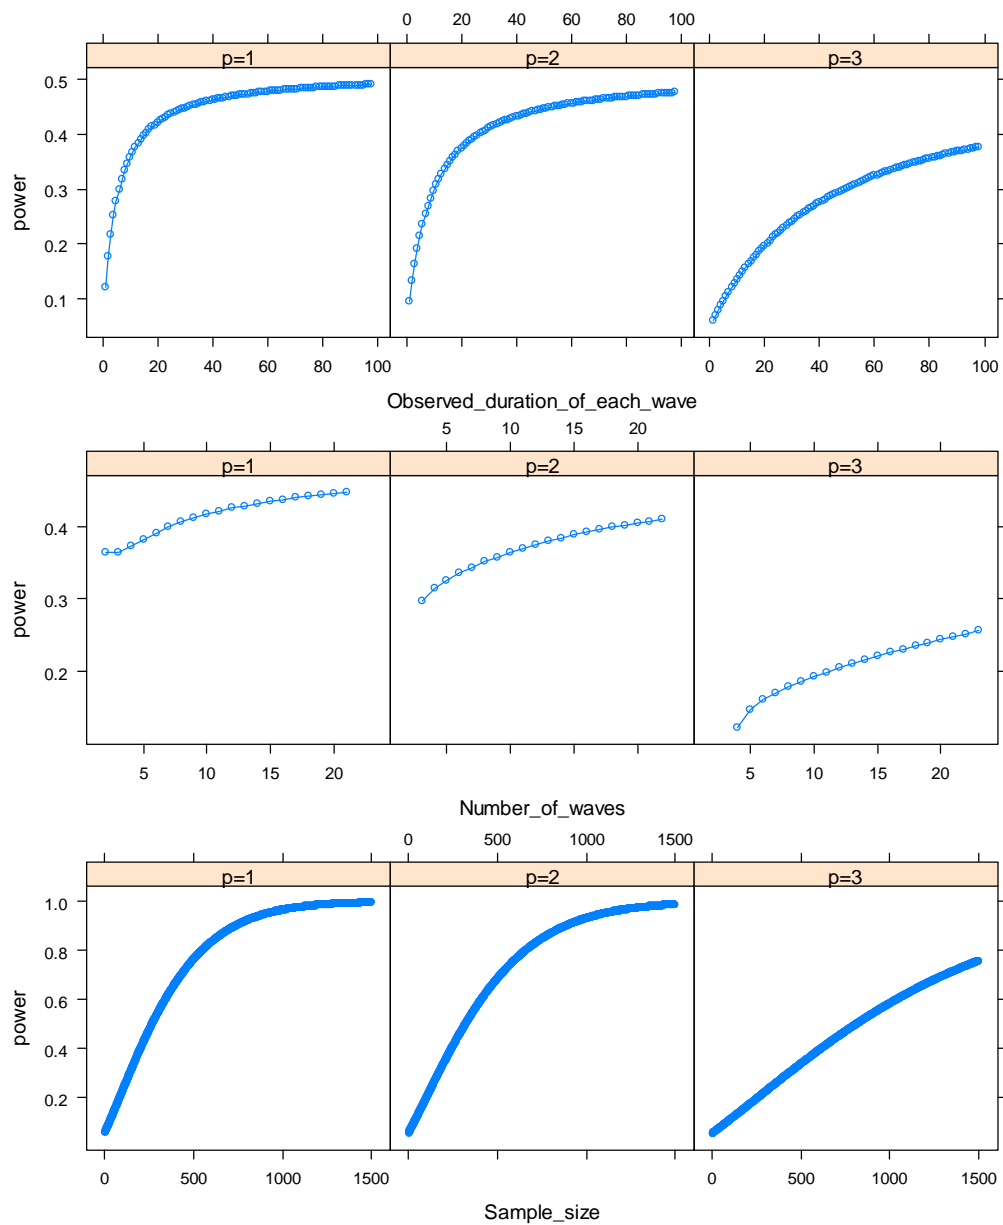 0 20 40 60 80 100
p=1 p=2 p=3
0.5
0.4
0.3
0.2
0.1
power
0 20 40 60 80 100 0 20 40 60 80 100
Observed_duration_of_each_wave
5 10 15 20
p=1 p=2 p=3
0.4
0.3
0.2
power
5 10 15 20 5 10 15 20
Number_of_waves
0 500 1000 1500
p=1 p=2 p=3
1.0
0.8
0.6
0.4
0.2
power
0 500 1000 1500 0 500 1000 1500
Sample_size